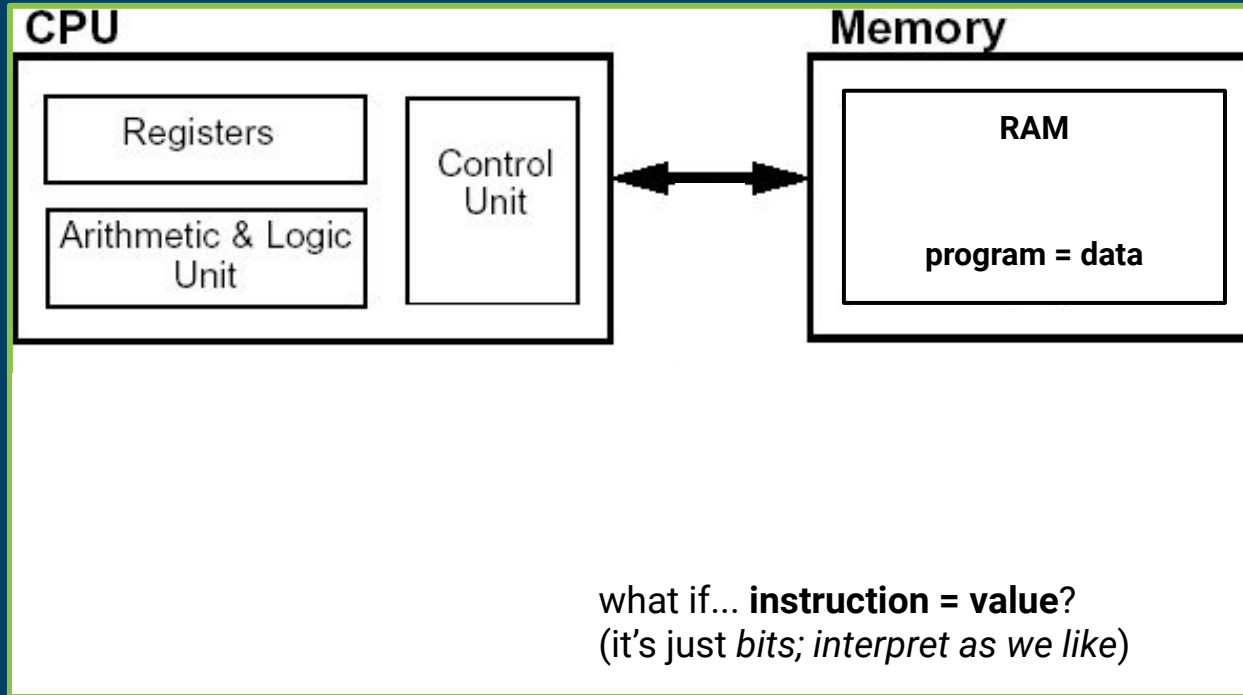 CPU
Memory
Registers
Arithmetic & Logic
Unit
Control
Unit
RAM
program = data
what if... instruction = value?
(it's just bits; interpret as we like)